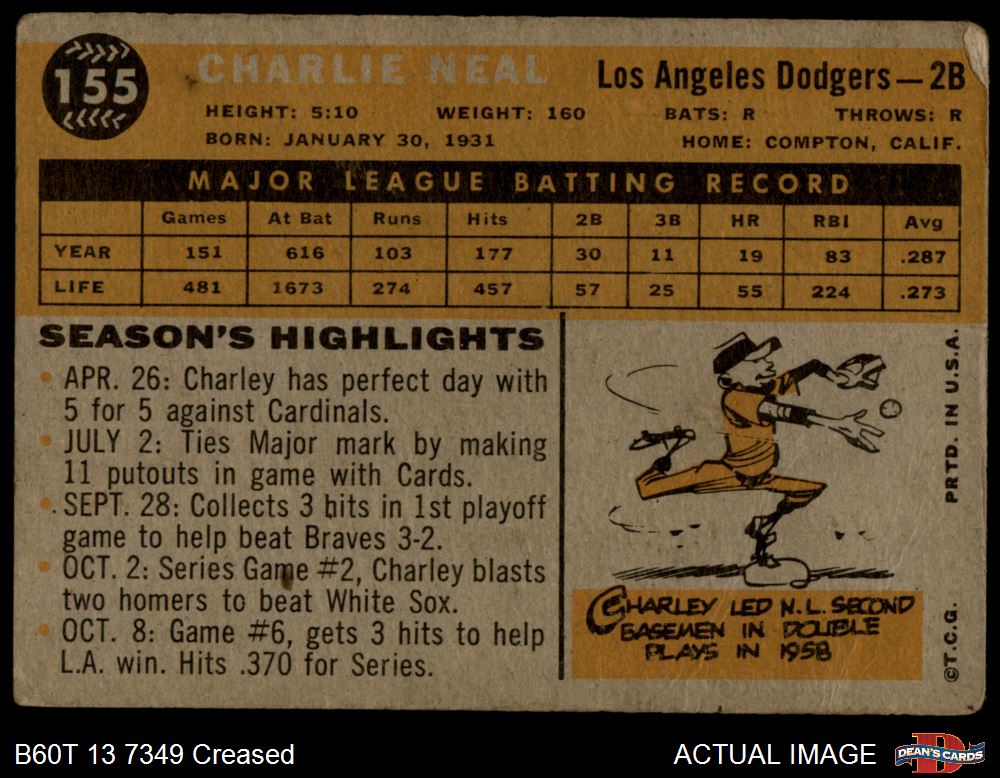 155
CHARLIE NEAL
Los Angeles Dodgers—2B
HEIGHT: 5:10 WEIGHT: 160 BATS: R THROWS: R
BORN: JANUARY 30, 1931 HOME: COMPTON, CALIF.
MAJOR LEAGUE BATTING RECORD
Games At Bat Runs Hits 2B 3B HR RBI Avg
YEAR 151 616 103 177 30 11 19 83 .287
LIFE 481 1673 274 457 57 25 55 224 .273
SEASON'S HIGHLIGHTS
• APR. 26: Charley has perfect day with
5 for 5 against Cardinals.
• JULY 2: Ties Major mark by making
11 putouts in game with Cards.
• SEPT. 28: Collects 3 hits in 1st playoff
game to help beat Braves 3-2.
• OCT. 2: Series Game #2, Charley blasts
two homers to beat White Sox.
• OCT. 8: Game #6, gets 3 hits to help
L.A. win. Hits .370 for Series.
CHARLEY LED N.L. SECOND
BASEMEN IN DOUBLE
PLAYS IN 1958
©T.C.G. PRTD. IN U.S.A.
B60T 13 7349 Creased
ACTUAL IMAGE
DEAN'S CARDS